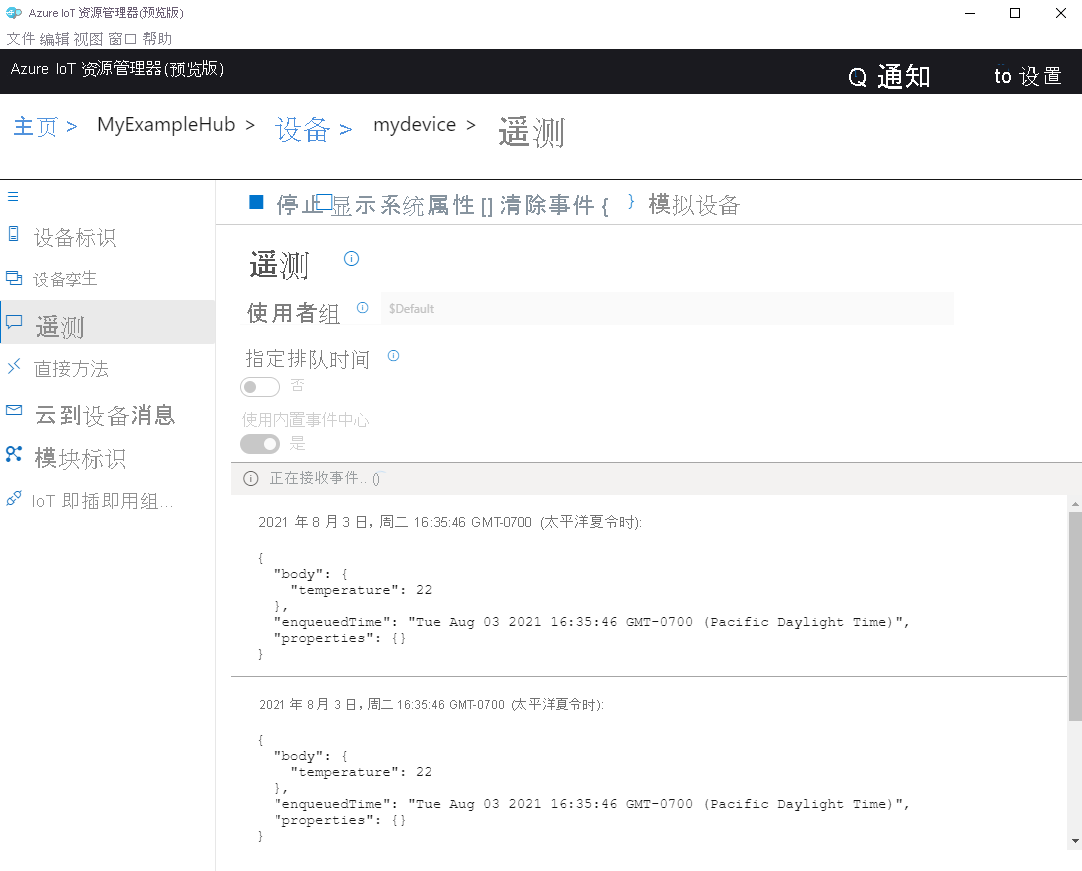 Azure IoT 资源管理器(预览版)
文件 编辑 视图 窗口 帮助
Azure IoT 资源管理器(预览版)
Q 通知 to 设置
主页 > MyExampleHub > 设备 > mydevice > 遥测
停止 显示系统属性 [] 清除事件 { } 模拟设备
设备标识
设备孪生
遥测
直接方法
云到设备消息
模块标识
IoT 即插即用组...
遥测
使用者组 $Default
指定排队时间
否
使用内置事件中心
是
正在接收事件.. ()
2021 年 8 月 3 日, 周二 16:35:46 GMT-0700 (太平洋夏令时):
{
"body": {
"temperature": 22
},
"enqueuedTime": "Tue Aug 03 2021 16:35:46 GMT-0700 (Pacific Daylight Time)",
"properties": {}
}
2021 年 8 月 3 日, 周二 16:35:46 GMT-0700 (太平洋夏令时):
{
"body": {
"temperature": 22
},
"enqueuedTime": "Tue Aug 03 2021 16:35:46 GMT-0700 (Pacific Daylight Time)",
"properties": {}
}